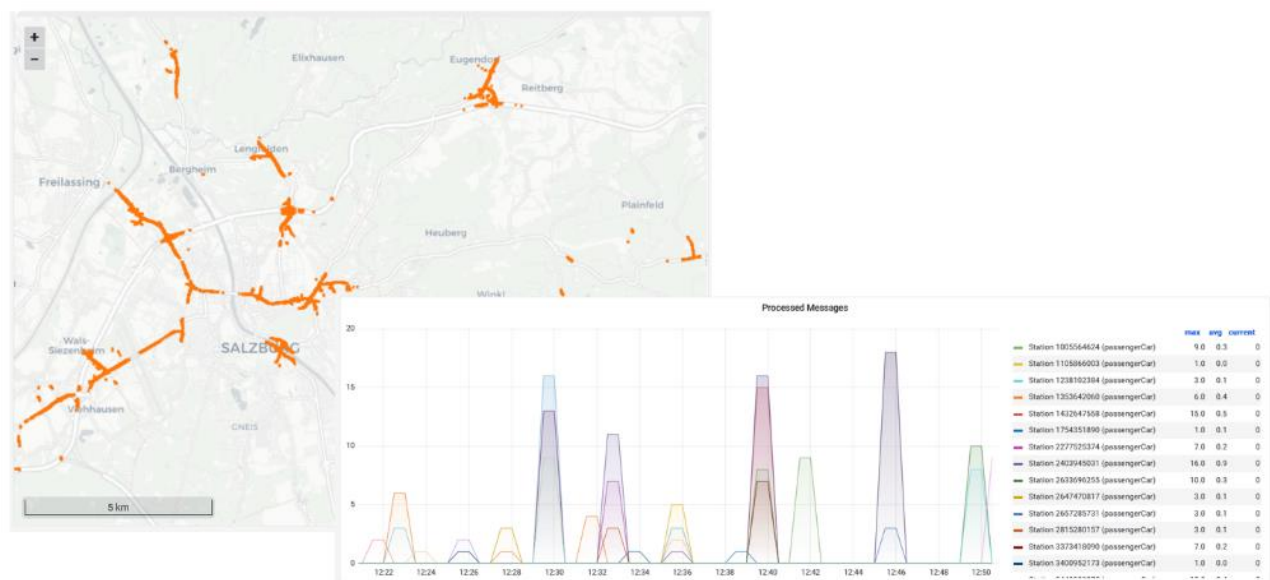 +
−
Elixhausen
Eugendorf
Reitberg
Lengfelden
Bergheim
Freilassing
Plainfeld
Heuberg
Winkl
Wals-
Siezenheim
SALZBURG
Viehhausen
GNEIS
5 km
Processed Messages
20
15
10
5
0
12:22 12:24 12:26 12:28 12:30 12:32 12:34 12:36 12:38 12:40 12:42 12:44 12:46 12:48 12:50
max avg current
Station 1005564624 (passengerCar) 9.0 0.3 0
Station 1105866003 (passengerCar) 1.0 0.0 0
Station 1238102384 (passengerCar) 3.0 0.1 0
Station 1353642060 (passengerCar) 6.0 0.4 0
Station 1432647568 (passengerCar) 15.0 0.5 0
Station 1754351890 (passengerCar) 1.0 0.1 0
Station 2277525374 (passengerCar) 7.0 0.2 0
Station 2403945031 (passengerCar) 16.0 0.9 0
Station 2633696255 (passengerCar) 10.0 0.3 0
Station 2647470817 (passengerCar) 3.0 0.1 0
Station 2657285731 (passengerCar) 3.0 0.1 0
Station 2815280157 (passengerCar) 3.0 0.1 0
Station 3373418090 (passengerCar) 7.0 0.2 0
Station 3400952173 (passengerCar) 1.0 0.0 0